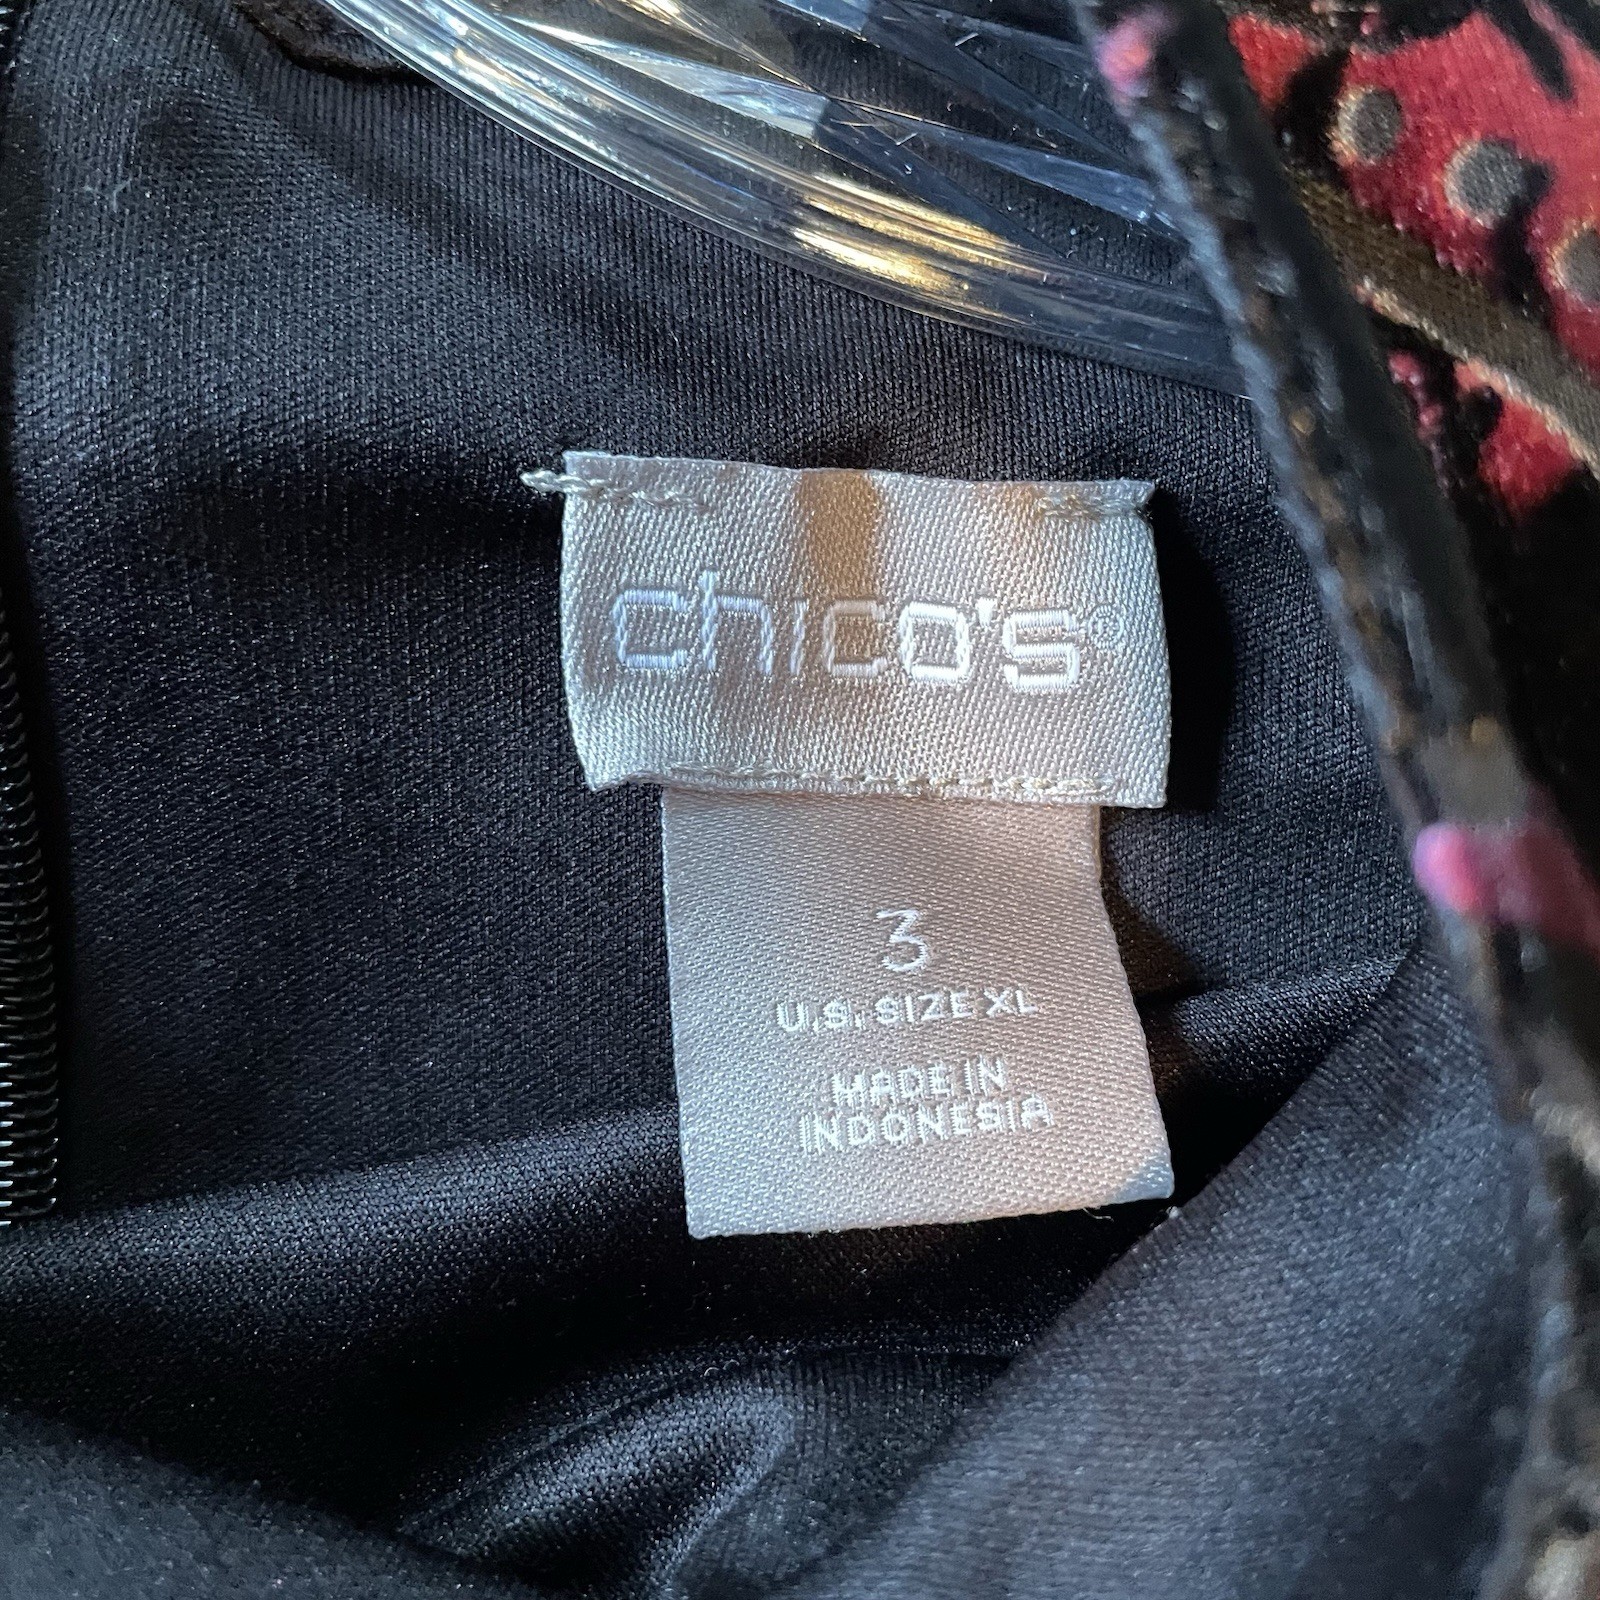 chico's®
3
U.S. SIZE XL
MADE IN
INDONESIA